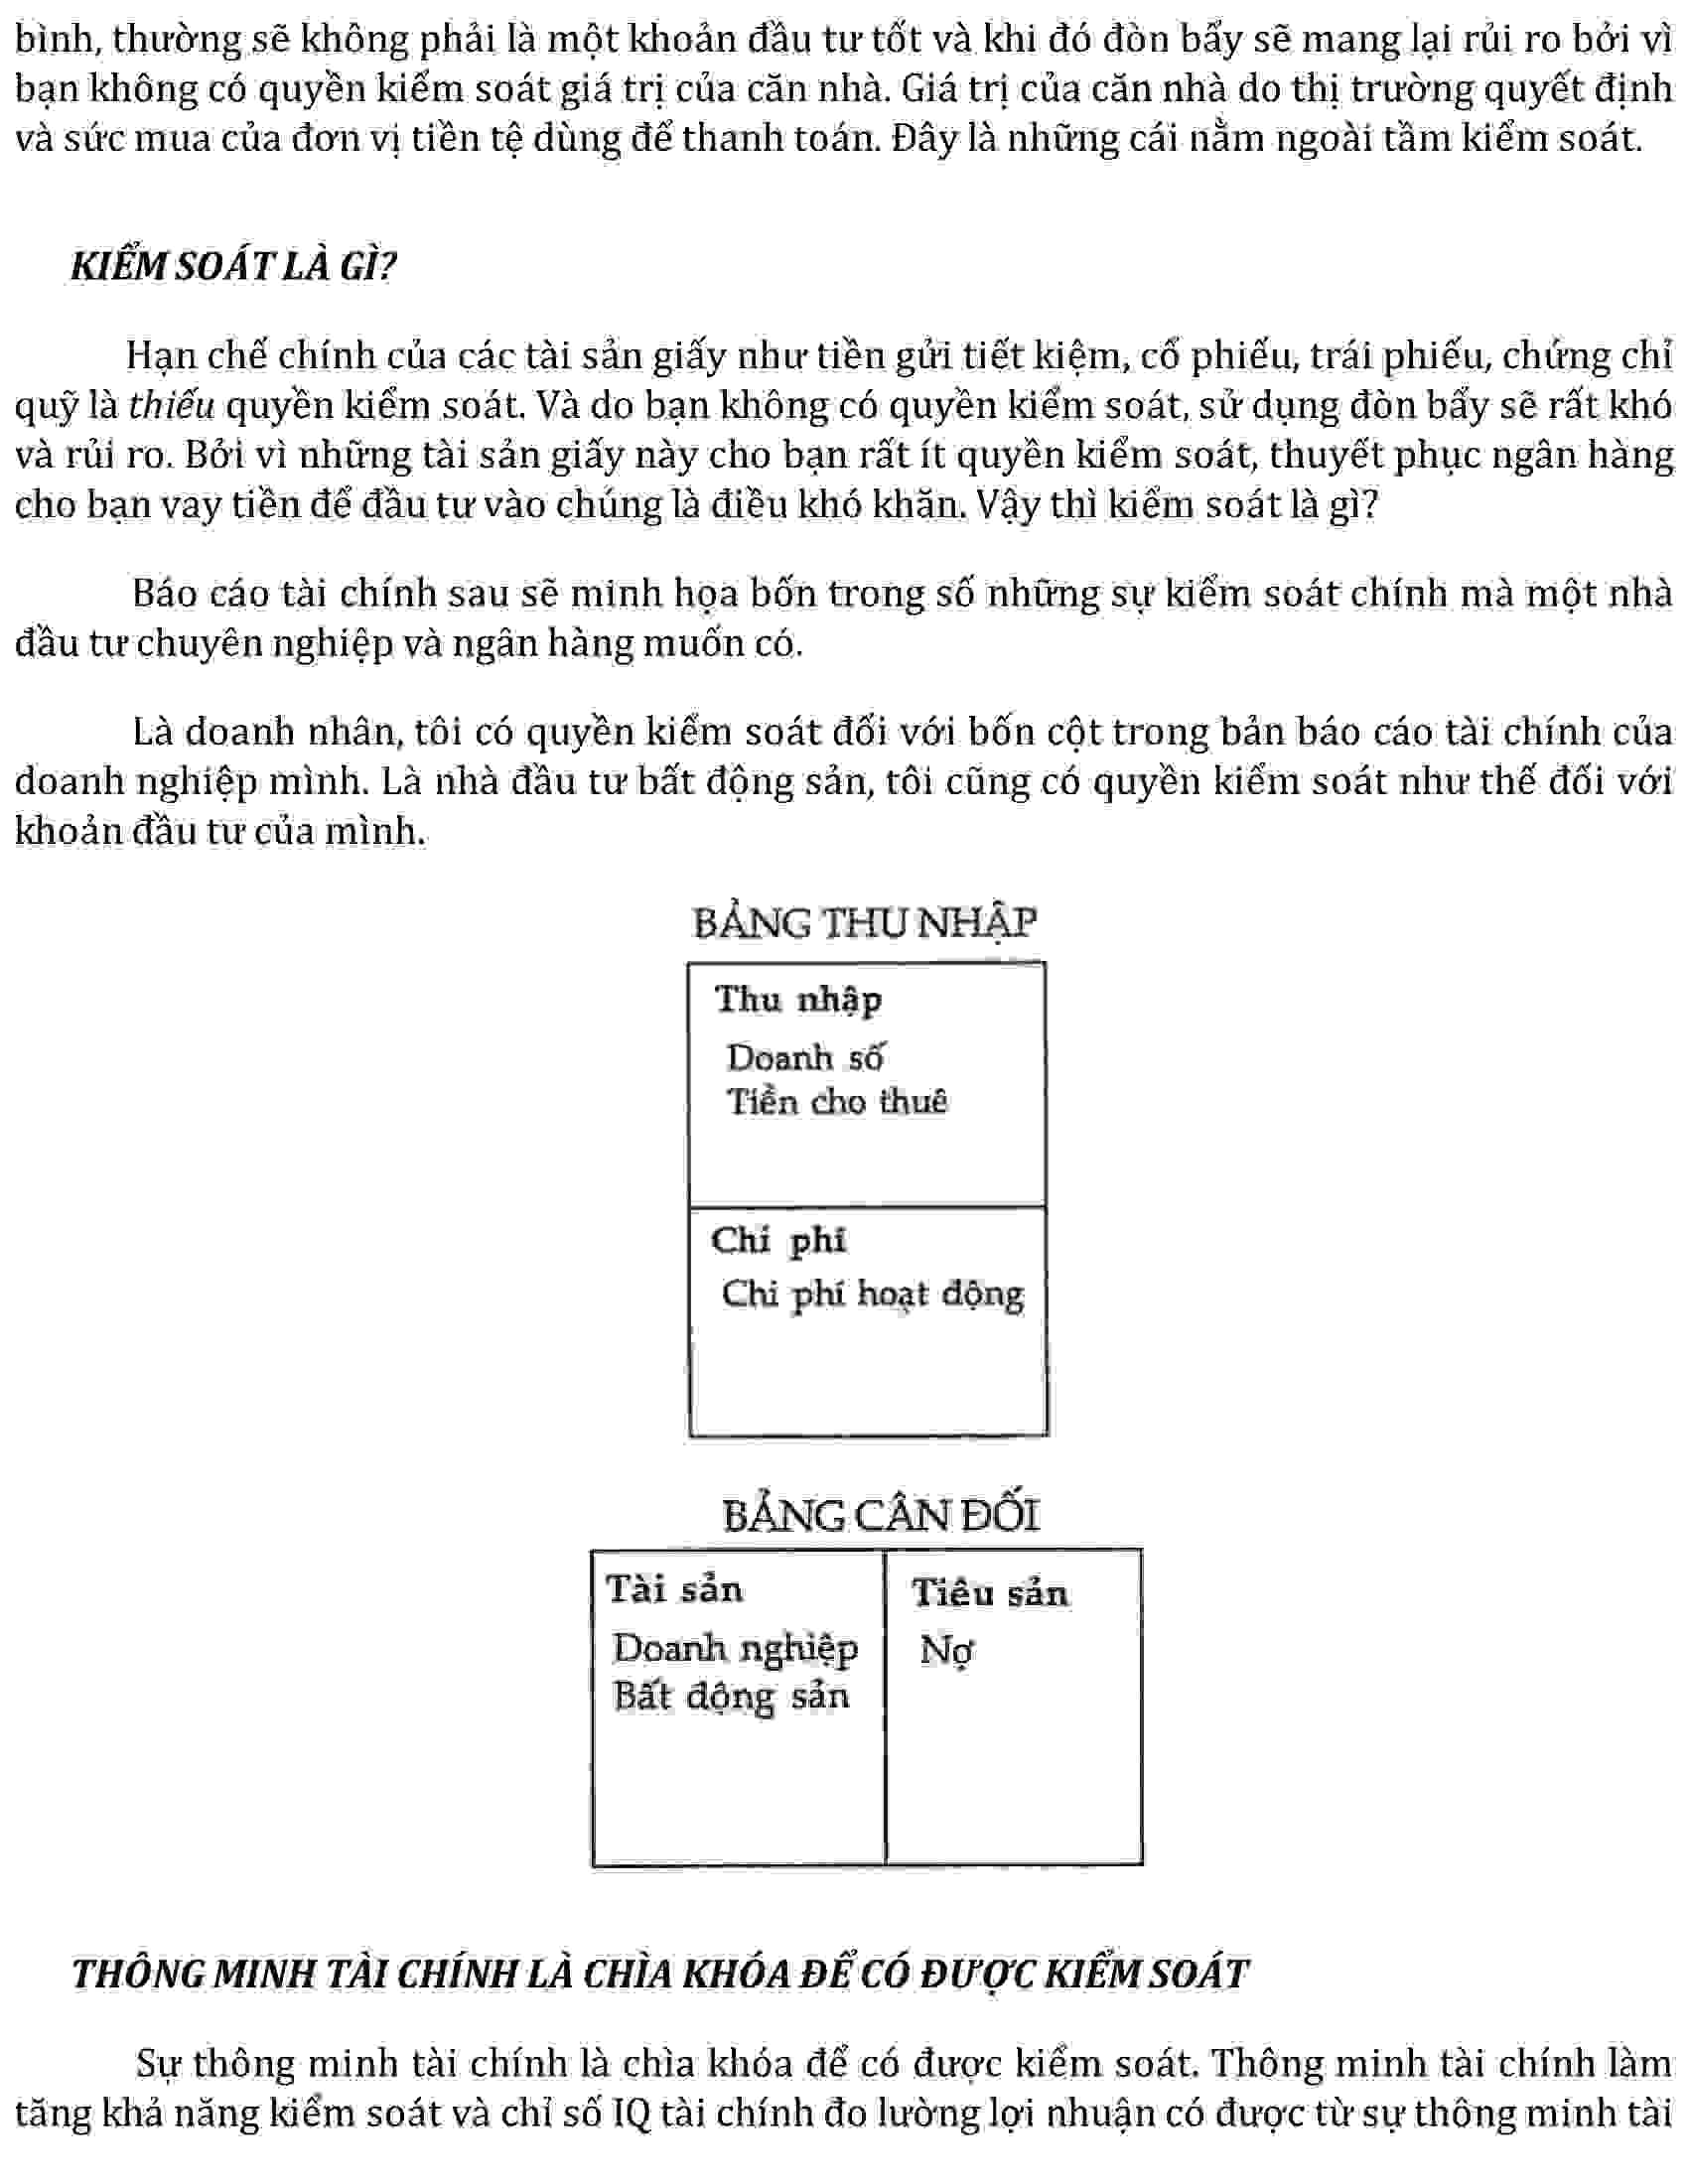 bình, thường sẽ không phải là một khoản đầu tư tốt và khi đó đòn bẩy sẽ mang lại rủi ro bởi vì
bạn không có quyền kiểm soát giá trị của căn nhà. Giá trị của căn nhà do thị trường quyết định
và sức mua của đơn vị tiền tệ dùng để thanh toán. Đây là những cái nằm ngoài tầm kiểm soát.
KIỂM SOÁT LÀ GÌ?
Hạn chế chính của các tài sản giấy như tiền gửi tiết kiệm, cổ phiếu, trái phiếu, chứng chỉ
quỹ là thiếu quyền kiểm soát. Và do bạn không có quyền kiểm soát, sử dụng đòn bẩy sẽ rất khó
và rủi ro. Bởi vì những tài sản giấy này cho bạn rất ít quyền kiểm soát, thuyết phục ngân hàng
cho bạn vay tiền để đầu tư vào chúng là điều khó khăn. Vậy thì kiểm soát là gì?
Báo cáo tài chính sau sẽ minh họa bốn trong số những sự kiểm soát chính mà một nhà
đầu tư chuyên nghiệp và ngân hàng muốn có.
Là doanh nhân, tôi có quyền kiểm soát đối với bốn cột trong bản báo cáo tài chính của
doanh nghiệp mình. Là nhà đầu tư bất động sản, tôi cũng có quyền kiểm soát như thế đối với
khoản đầu tư của mình.
BẢNG THU NHẬP
Thu nhập
Doanh số
Tiền cho thuê
Chi phí
Chi phí hoạt động
BẢNG CÂN ĐỐI
Tài sản
Doanh nghiệp
Bất động sản
Tiêu sản
Nợ
THÔNG MINH TÀI CHÍNH LÀ CHÌA KHÓA ĐỂ CÓ ĐƯỢC KIỂM SOÁT
Sự thông minh tài chính là chìa khóa để có được kiểm soát. Thông minh tài chính làm
tăng khả năng kiểm soát và chỉ số IQ tài chính đo lường lợi nhuận có được từ sự thông minh tài